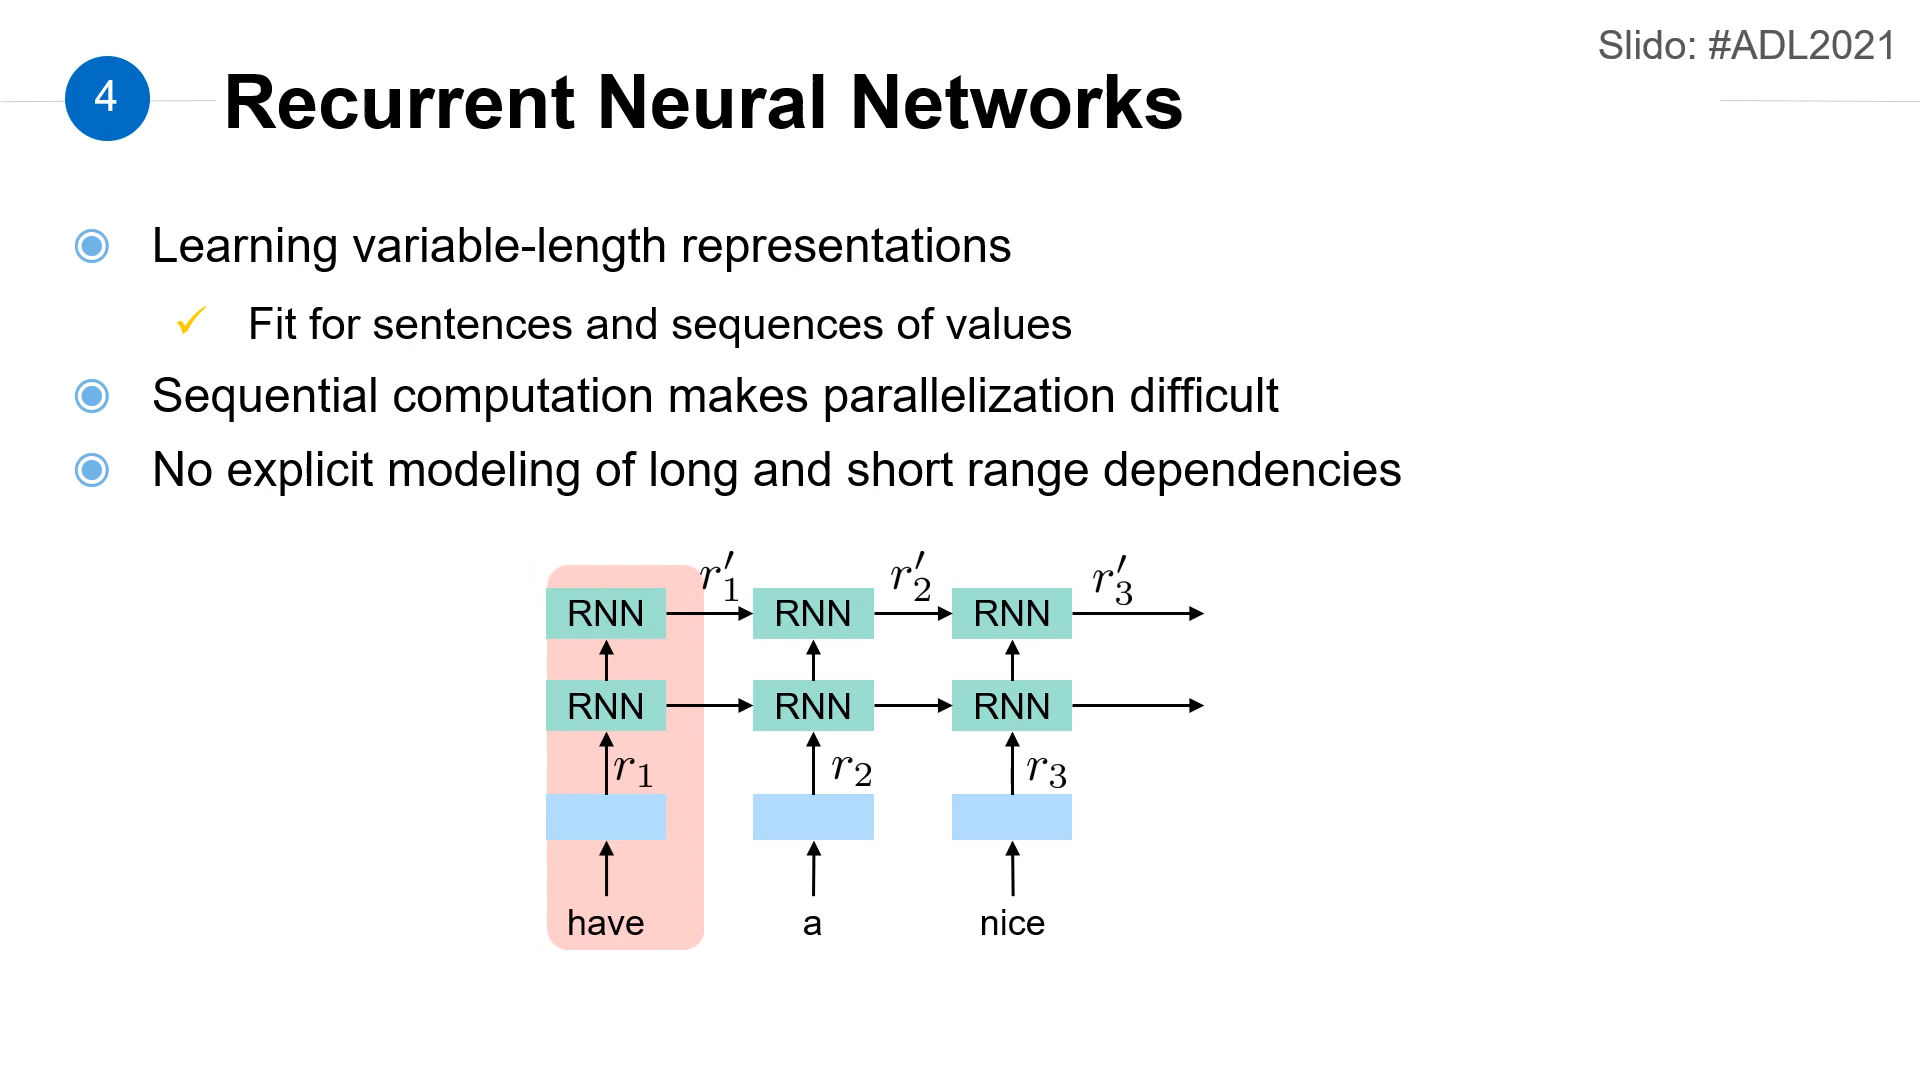 Slido: #ADL2021
4
Recurrent Neural Networks
Learning variable-length representations
Fit for sentences and sequences of values
Sequential computation makes parallelization difficult
No explicit modeling of long and short range dependencies
r′₁ r′₂ r′₃
RNN RNN RNN
RNN RNN RNN
r₁ r₂ r₃
have a nice